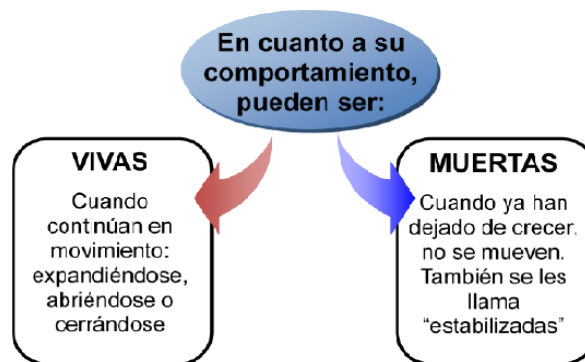 En cuanto a su
comportamiento,
pueden ser:
VIVAS
Cuando
continúan en
movimiento:
expandiéndose,
abriéndose o
cerrándose
MUERTAS
Cuando ya han
dejado de crecer,
no se mueven.
También se les
llama
“estabilizadas”